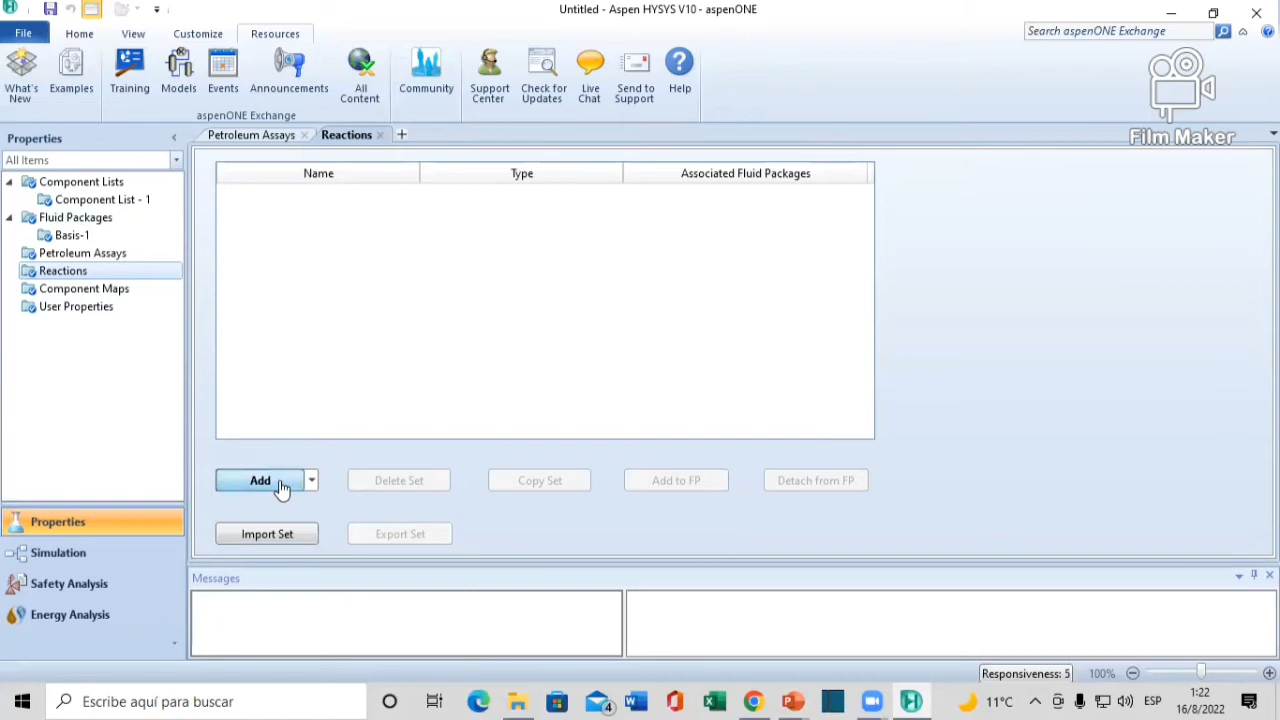 Untitled - Aspen HYSYS V10 - aspenONE
File
Home
View
Customize
Resources
Search aspenONE Exchange
What's New
Examples
Training
Models
Events
Announcements
All Content
Community
Support Center
Check for Updates
Live Chat
Send to Support
Help
aspenONE Exchange
Film Maker
Properties
Petroleum Assays
Reactions
All Items
Component Lists
Component List - 1
Fluid Packages
Basis-1
Petroleum Assays
Reactions
Component Maps
User Properties
Name
Type
Associated Fluid Packages
Add
Delete Set
Copy Set
Add to FP
Detach from FP
Import Set
Export Set
Properties
Simulation
Safety Analysis
Energy Analysis
Messages
Responsiveness: 5
100%
Escribe aquí para buscar
4
11°C
ESP
1:22
16/8/2022